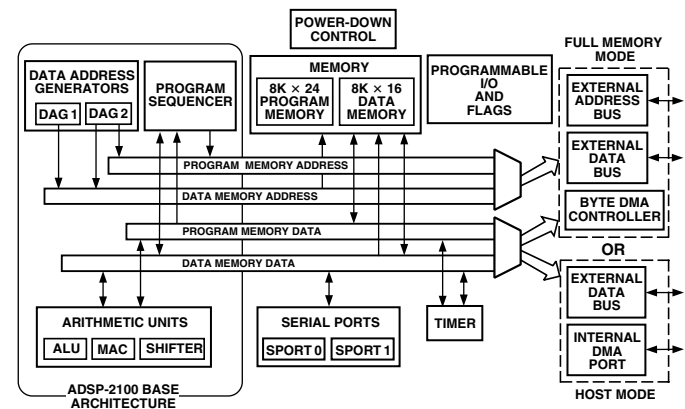 POWER-DOWN
CONTROL
FULL MEMORY
MODE
DATA ADDRESS
GENERATORS
DAG 1
DAG 2
PROGRAM
SEQUENCER
MEMORY
8K × 24
PROGRAM
MEMORY
8K × 16
DATA
MEMORY
PROGRAMMABLE
I/O
AND
FLAGS
EXTERNAL
ADDRESS
BUS
EXTERNAL
DATA
BUS
BYTE DMA
CONTROLLER
PROGRAM MEMORY ADDRESS
DATA MEMORY ADDRESS
PROGRAM MEMORY DATA
DATA MEMORY DATA
OR
ARITHMETIC UNITS
ALU
MAC
SHIFTER
SERIAL PORTS
SPORT 0
SPORT 1
TIMER
EXTERNAL
DATA
BUS
INTERNAL
DMA
PORT
ADSP-2100 BASE
ARCHITECTURE
HOST MODE